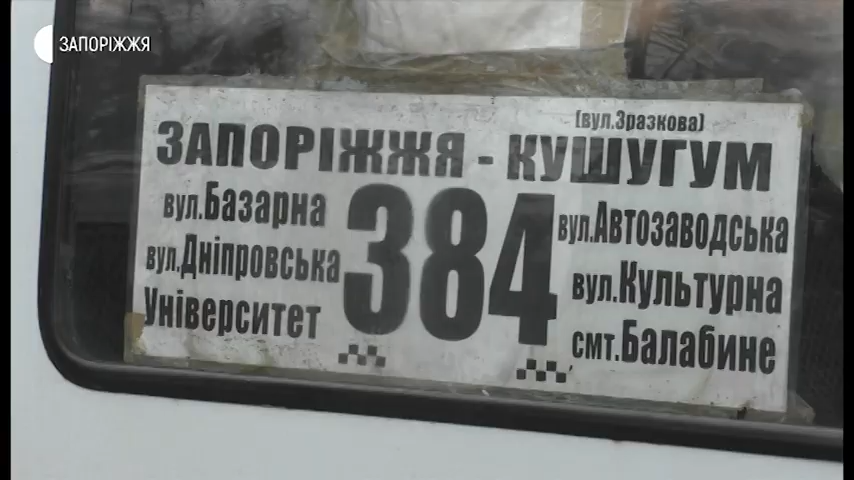 ЗАПОРІЖЖЯ
(вул.Зразкова)
ЗАПОРІЖЖЯ - КУШУГУМ
вул.Базарна
вул.Дніпровська
Університет
384
вул.Автозаводська
вул.Культурна
смт.Балабине